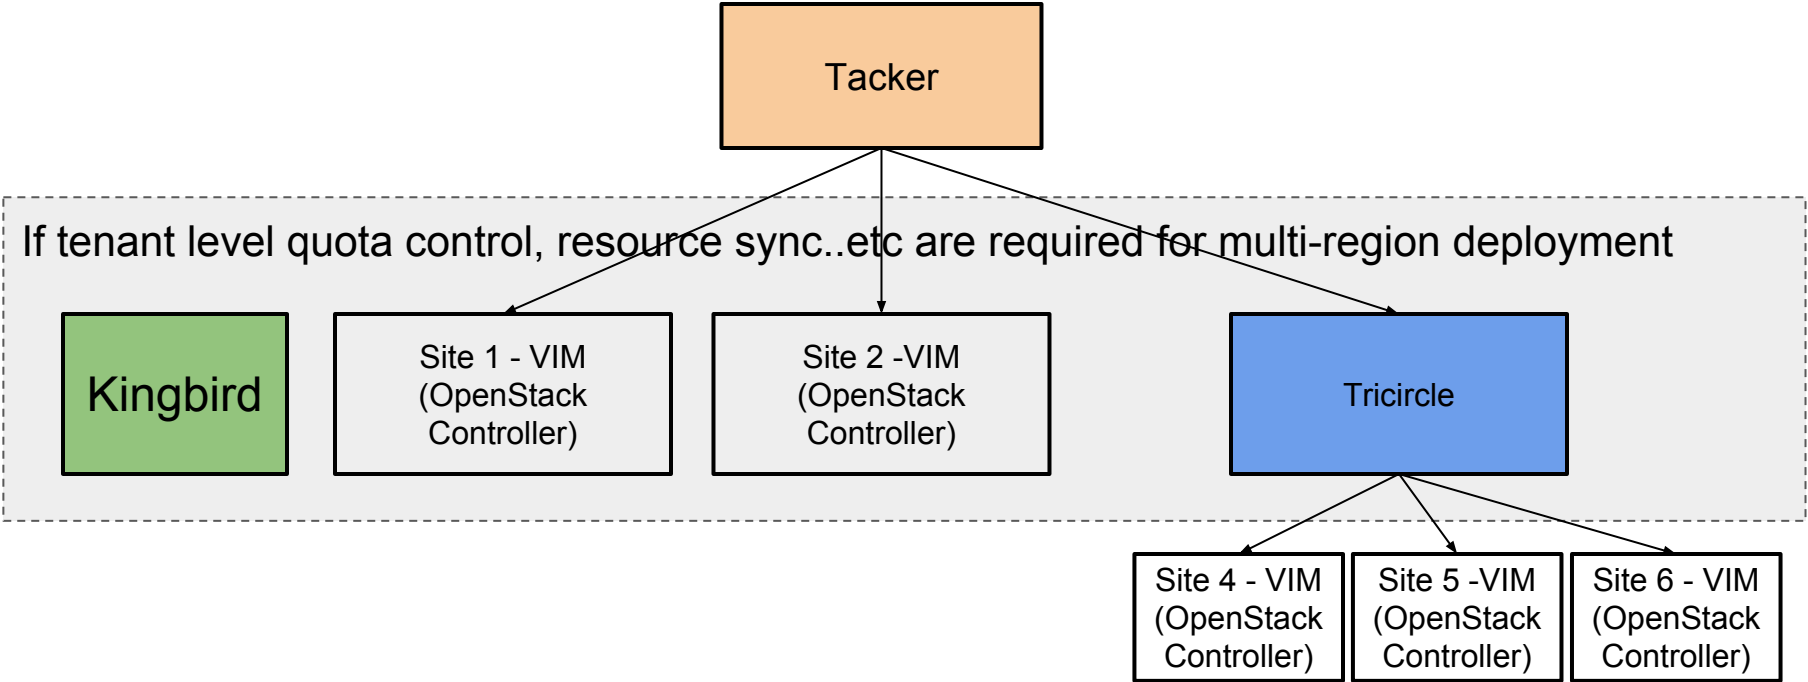 Tacker
If tenant level quota control, resource sync..etc are required for multi-region deployment
Kingbird
Site 1 - VIM
(OpenStack
Controller)
Site 2 -VIM
(OpenStack
Controller)
Tricircle
Site 4 - VIM
(OpenStack
Controller)
Site 5 -VIM
(OpenStack
Controller)
Site 6 - VIM
(OpenStack
Controller)